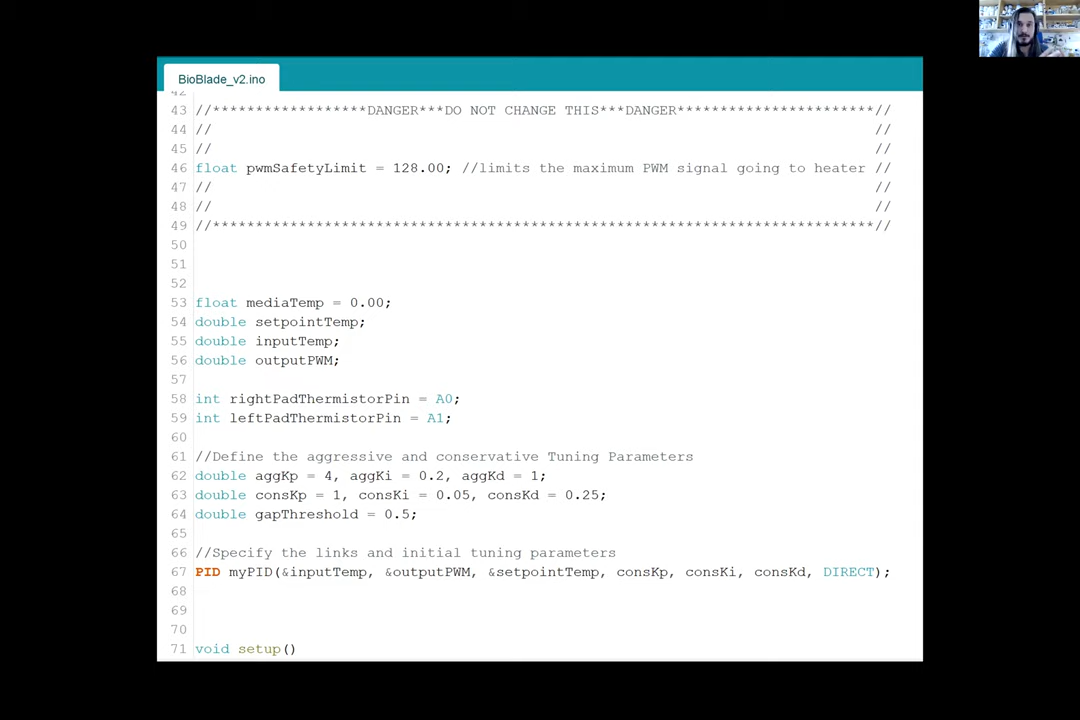 BioBlade_v2.ino
42
43 //******************DANGER***DO NOT CHANGE THIS***DANGER***********************//
44 // //
45 // //
46 float pwmSafetyLimit = 128.00; //limits the maximum PWM signal going to heater //
47 // //
48 // //
49 //*****************************************************************************//
50
51
52
53 float mediaTemp = 0.00;
54 double setpointTemp;
55 double inputTemp;
56 double outputPWM;
57
58 int rightPadThermistorPin = A0;
59 int leftPadThermistorPin = A1;
60
61 //Define the aggressive and conservative Tuning Parameters
62 double aggKp = 4, aggKi = 0.2, aggKd = 1;
63 double consKp = 1, consKi = 0.05, consKd = 0.25;
64 double gapThreshold = 0.5;
65
66 //Specify the links and initial tuning parameters
67 PID myPID(&inputTemp, &outputPWM, &setpointTemp, consKp, consKi, consKd, DIRECT);
68
69
70
71 void setup()